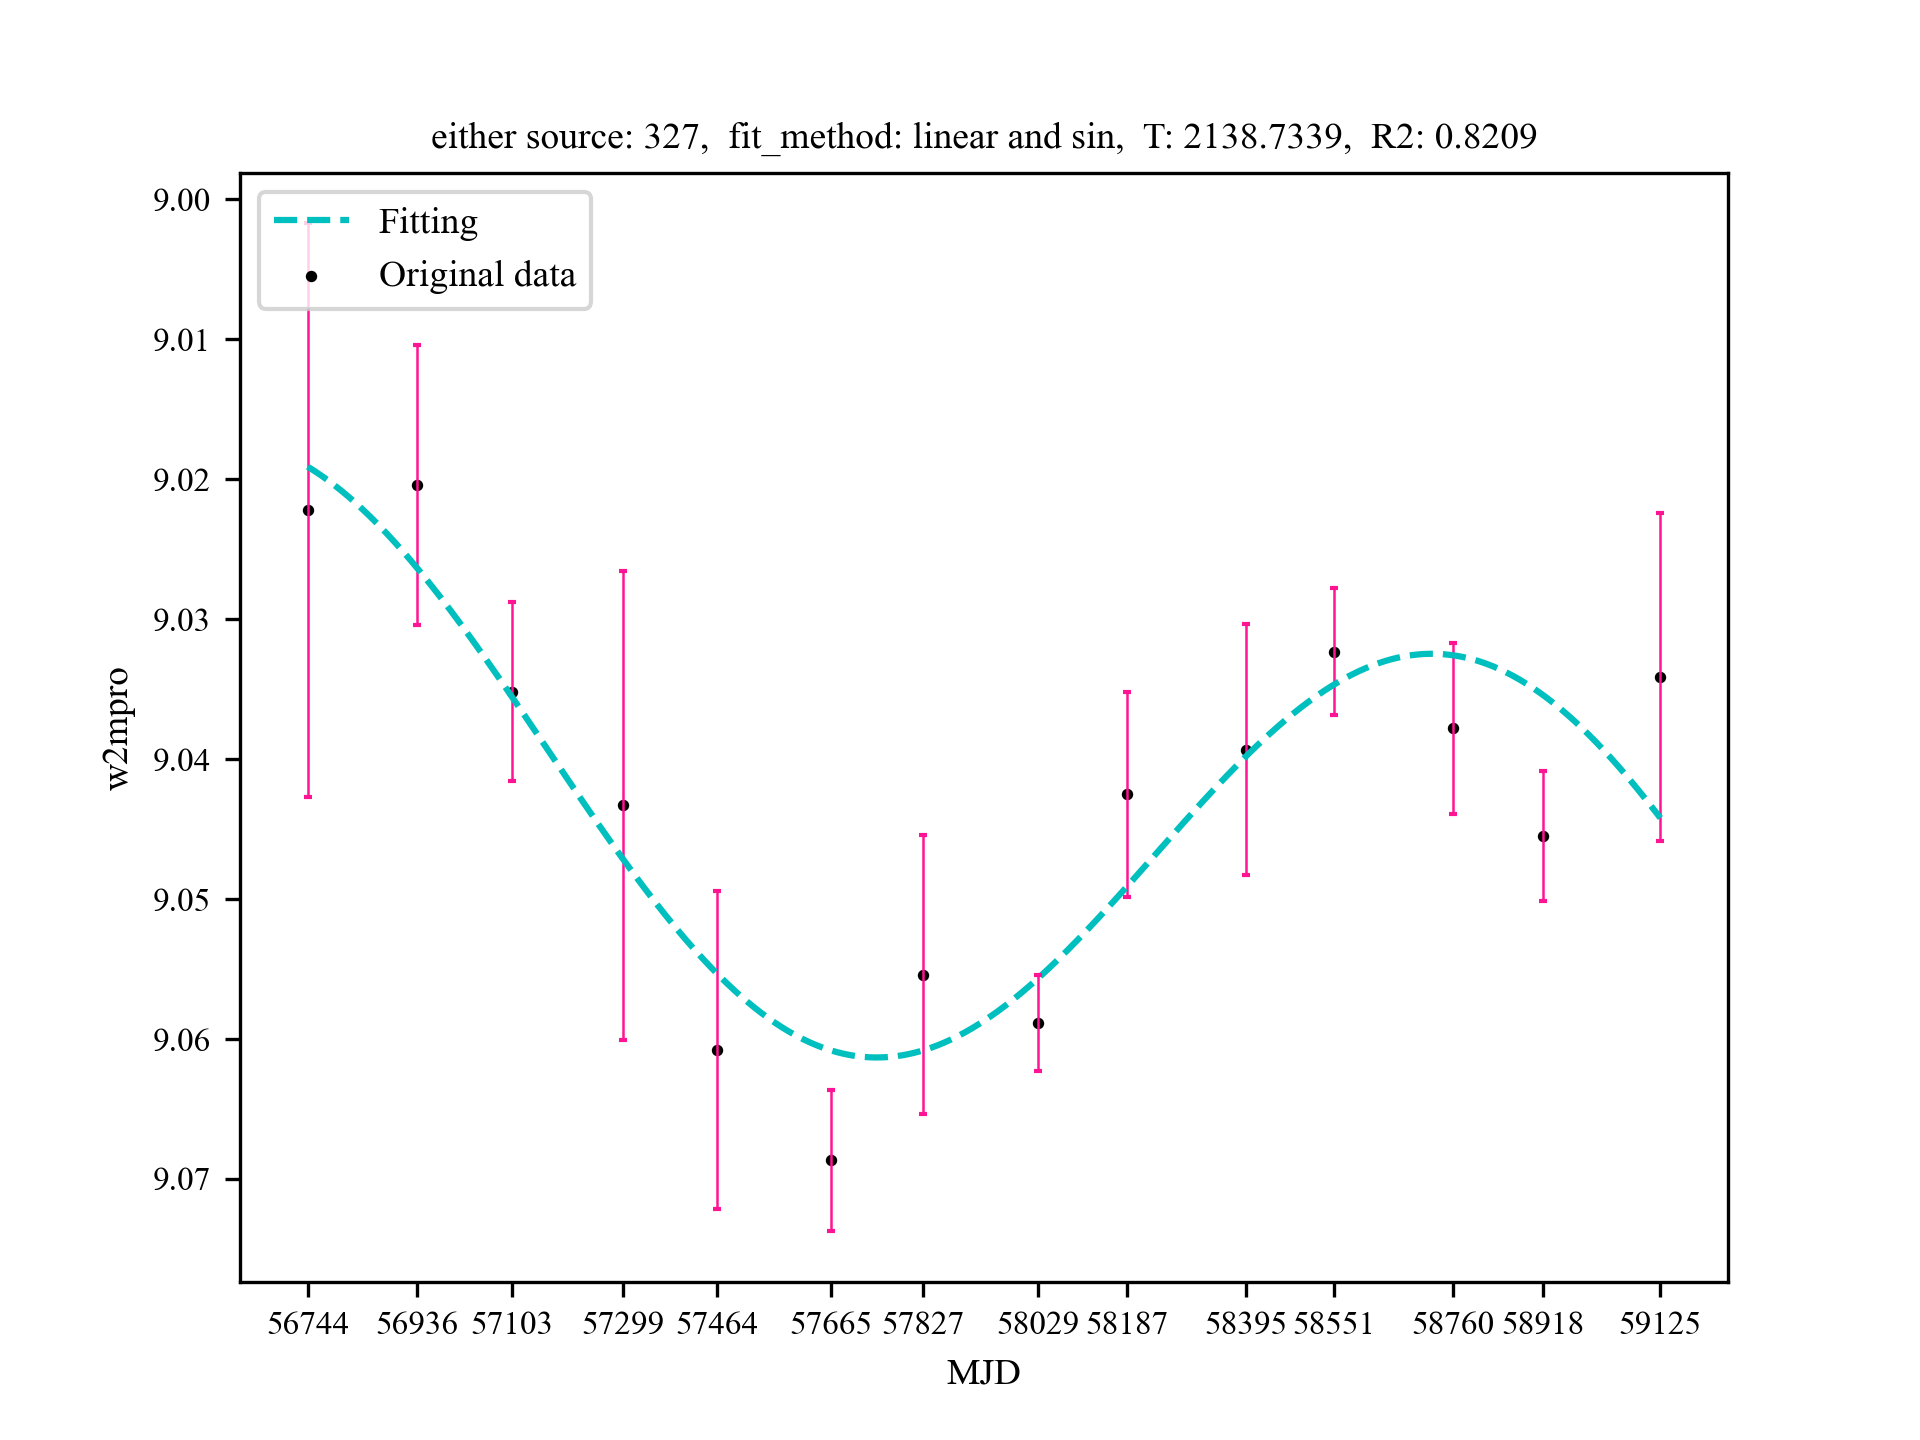 either source: 327,  fit_method: linear and sin,  T: 2138.7339,  R2: 0.8209
Fitting
Original data
9.00
9.01
9.02
9.03
9.04
9.05
9.06
9.07
w2mpro
56744 56936 57103 57299 57464 57665 57827 58029 58187 58395 58551 58760 58918 59125
MJD